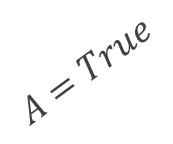 A = True